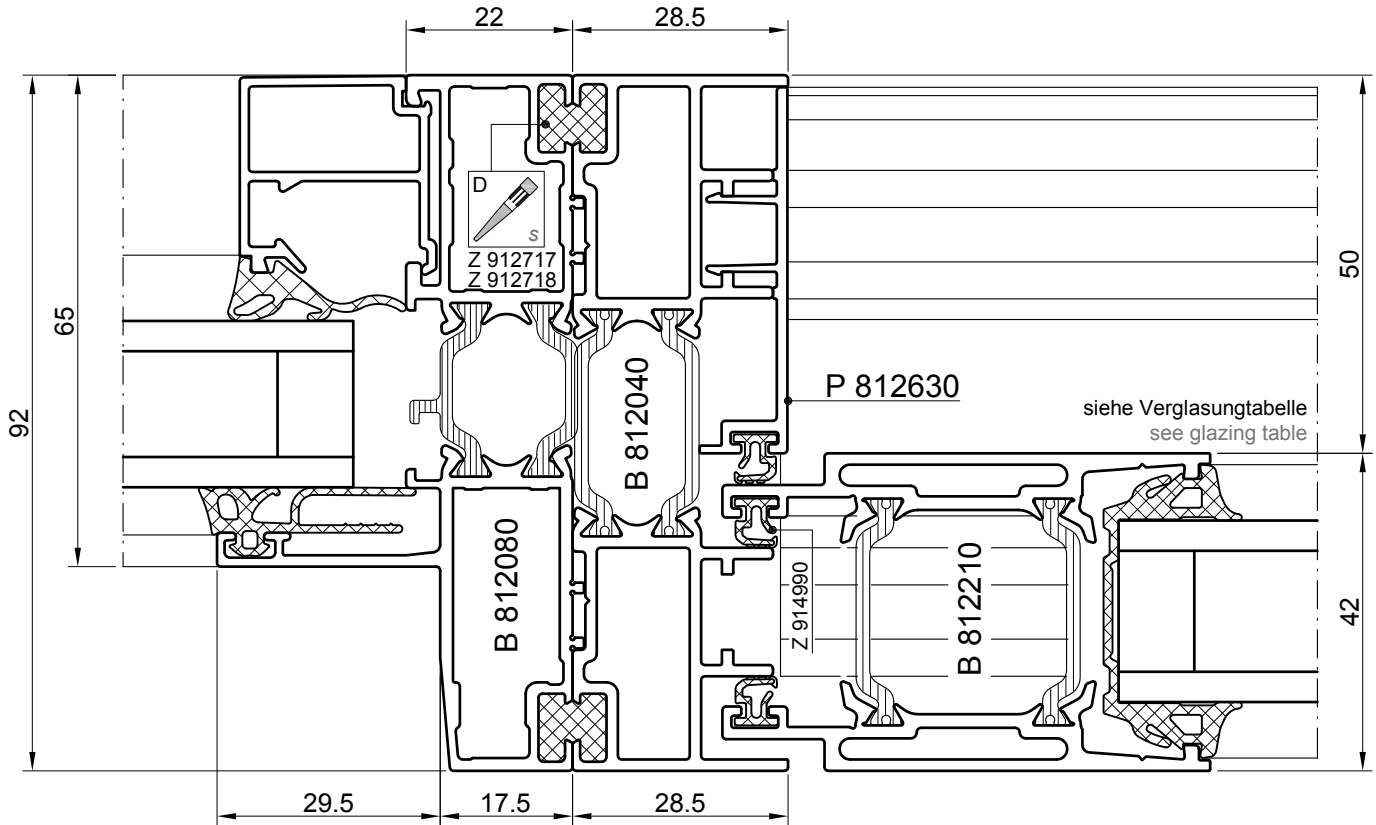 22
28.5
D
s
Z 912717
Z 912718
65
92
50
B 812040
P 812630
siehe Verglasungtabelle
see glazing table
B 812080
Z 914990
B 812210
42
29.5
17.5
28.5